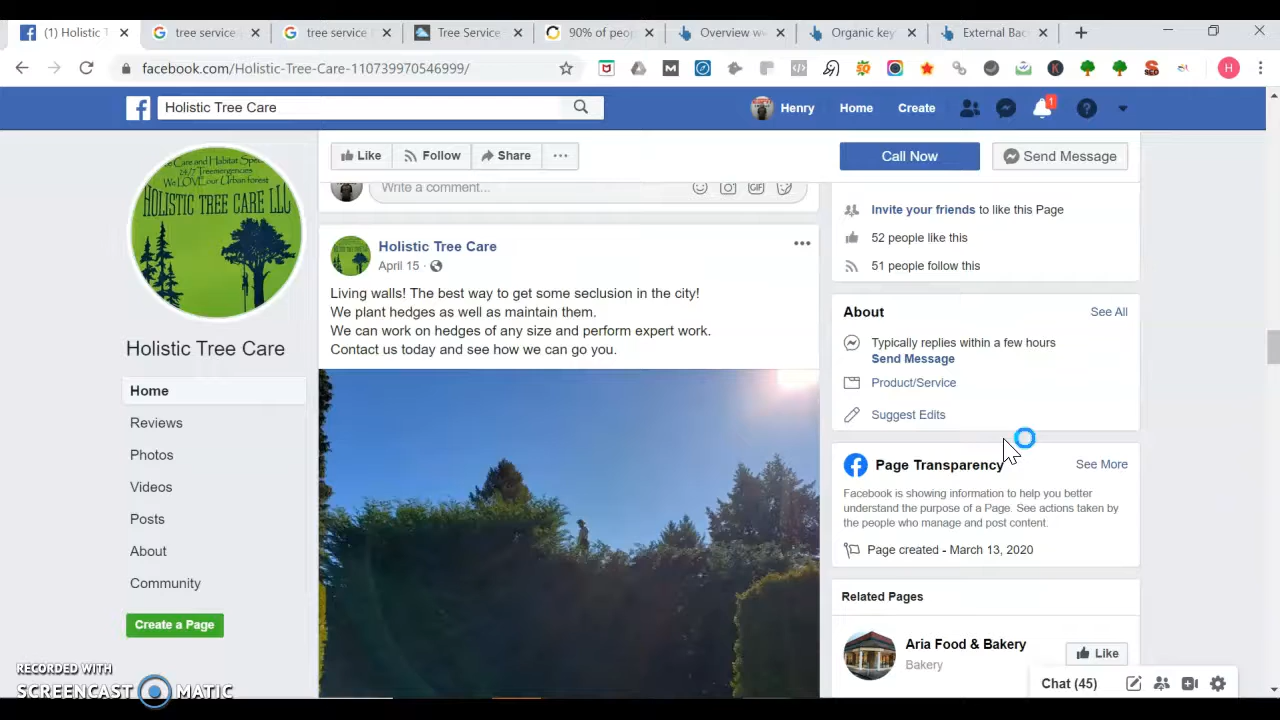 (1) Holistic T
tree service
tree service
Tree Service
90% of peop
Overview w
Organic key
External Bac
facebook.com/Holistic-Tree-Care-110739970546999/
M
K
H
Holistic Tree Care
Henry
Home
Create
1
Like
Follow
Share
Call Now
Send Message
Care and Habitat
24/7 Treemergencies
We LOVE our Urban forest
HOLISTIC TREE CARE LLC
Write a comment...
GIF
Invite your friends to like this Page
52 people like this
51 people follow this
Holistic Tree Care
April 15
Living walls! The best way to get some seclusion in the city!
We plant hedges as well as maintain them.
We can work on hedges of any size and perform expert work.
Contact us today and see how we can go you.
About
See All
Typically replies within a few hours
Send Message
Product/Service
Suggest Edits
Holistic Tree Care
Home
Reviews
Photos
Videos
Posts
About
Community
Create a Page
Page Transparency
See More
Facebook is showing information to help you better
understand the purpose of a Page. See actions taken by
the people who manage and post content.
Page created - March 13, 2020
Related Pages
Aria Food & Bakery
Bakery
Like
Chat (45)
RECORDED WITH
SCREENCAST MATIC